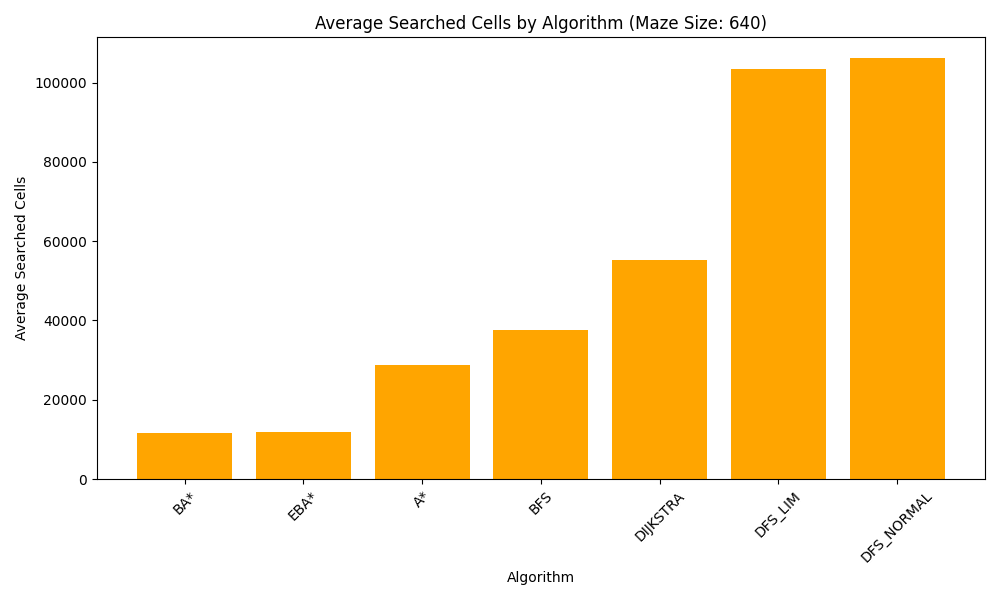 Average Searched Cells by Algorithm (Maze Size: 640)
Average Searched Cells
100000
80000
60000
40000
20000
0
BA*
EBA*
A*
BFS
DIJKSTRA
DFS_LIM
DFS_NORMAL
Algorithm